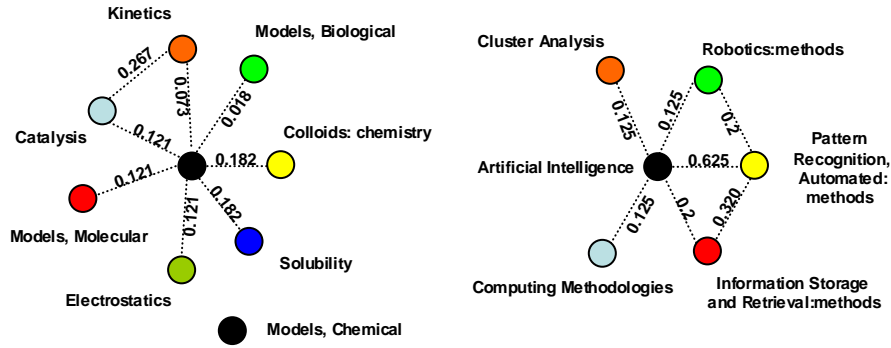 Kinetics
Models, Biological
0.267
0.073
0.018
Catalysis
0.121
Colloids: chemistry
0.182
0.121
0.121
0.182
Models, Molecular
Solubility
Electrostatics
Models, Chemical
Cluster Analysis
Robotics:methods
0.125
0.125
0.2
Pattern
Recognition,
Automated:
methods
Artificial Intelligence
0.625
0.125
0.2
0.320
Computing Methodologies
Information Storage
and Retrieval:methods